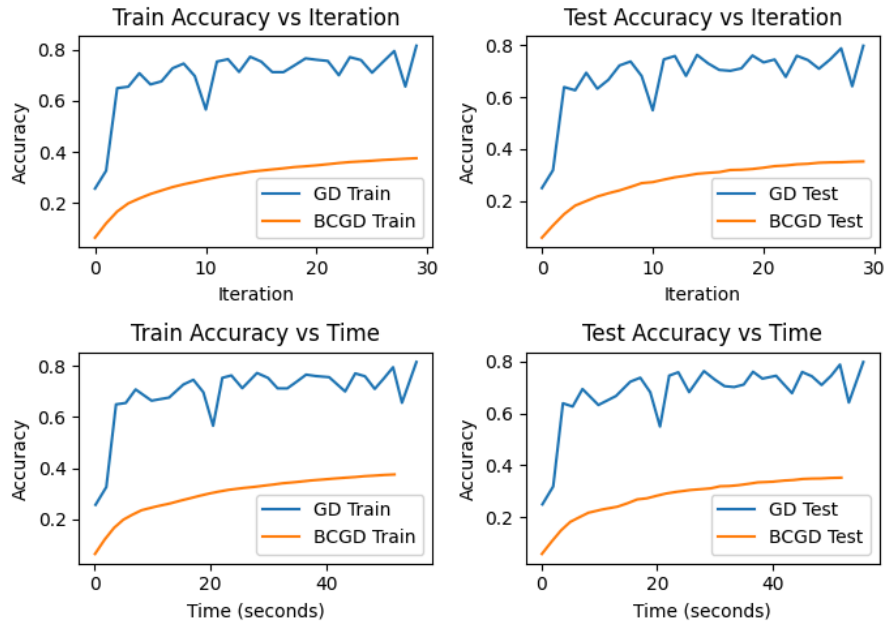 Train Accuracy vs Iteration
Accuracy
0.8
0.6
0.4
0.2
GD Train
BCGD Train
0
10
20
30
Iteration
Test Accuracy vs Iteration
Accuracy
0.8
0.6
0.4
0.2
GD Test
BCGD Test
0
10
20
30
Iteration
Train Accuracy vs Time
Accuracy
0.8
0.6
0.4
0.2
GD Train
BCGD Train
0
20
40
Time (seconds)
Test Accuracy vs Time
Accuracy
0.8
0.6
0.4
0.2
GD Test
BCGD Test
0
20
40
Time (seconds)